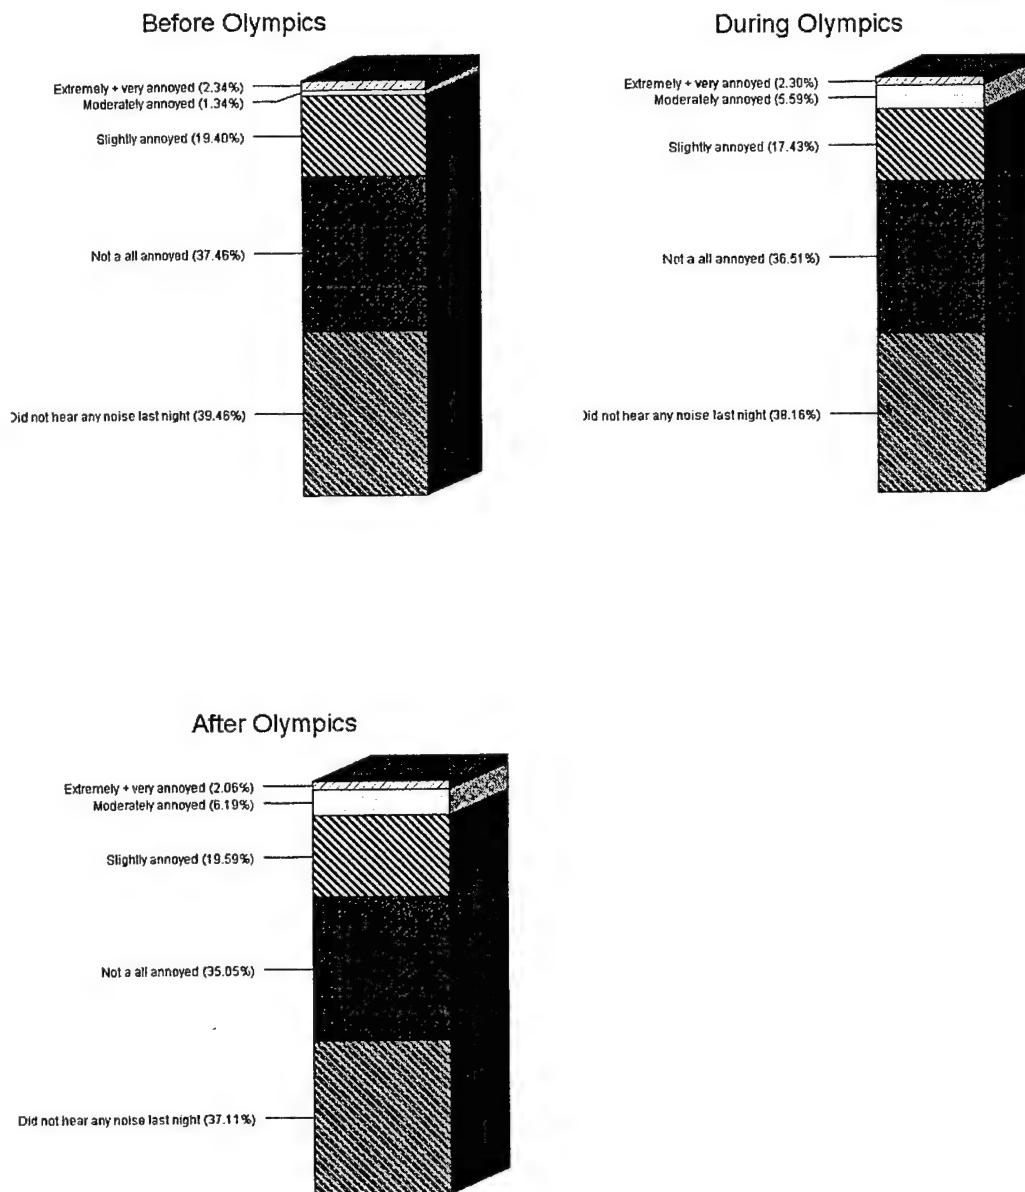 Before Olympics
Extremely + very annoyed (2.34%)
Moderately annoyed (1.34%)
Slightly annoyed (19.40%)
Not a all annoyed (37.46%)
Did not hear any noise last night (39.46%)
During Olympics
Extremely + very annoyed (2.30%)
Moderately annoyed (5.59%)
Slightly annoyed (17.43%)
Not a all annoyed (36.51%)
Did not hear any noise last night (38.16%)
After Olympics
Extremely + very annoyed (2.06%)
Moderately annoyed (6.19%)
Slightly annoyed (19.59%)
Not a all annoyed (35.05%)
Did not hear any noise last night (37.11%)